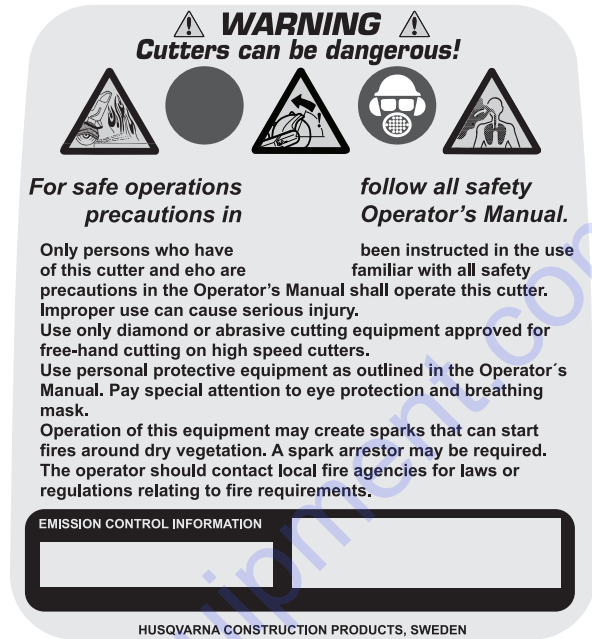 WARNING
Cutters can be dangerous!
For safe operations follow all safety
precautions in Operator's Manual.
Only persons who have been instructed in the use
of this cutter and eho are familiar with all safety
precautions in the Operator's Manual shall operate this cutter.
Improper use can cause serious injury.
Use only diamond or abrasive cutting equipment approved for
free-hand cutting on high speed cutters.
Use personal protective equipment as outlined in the Operator´s
Manual. Pay special attention to eye protection and breathing
mask.
Operation of this equipment may create sparks that can start
fires around dry vegetation. A spark arrestor may be required.
The operator should contact local fire agencies for laws or
regulations relating to fire requirements.
EMISSION CONTROL INFORMATION
HUSQVARNA CONSTRUCTION PRODUCTS, SWEDEN